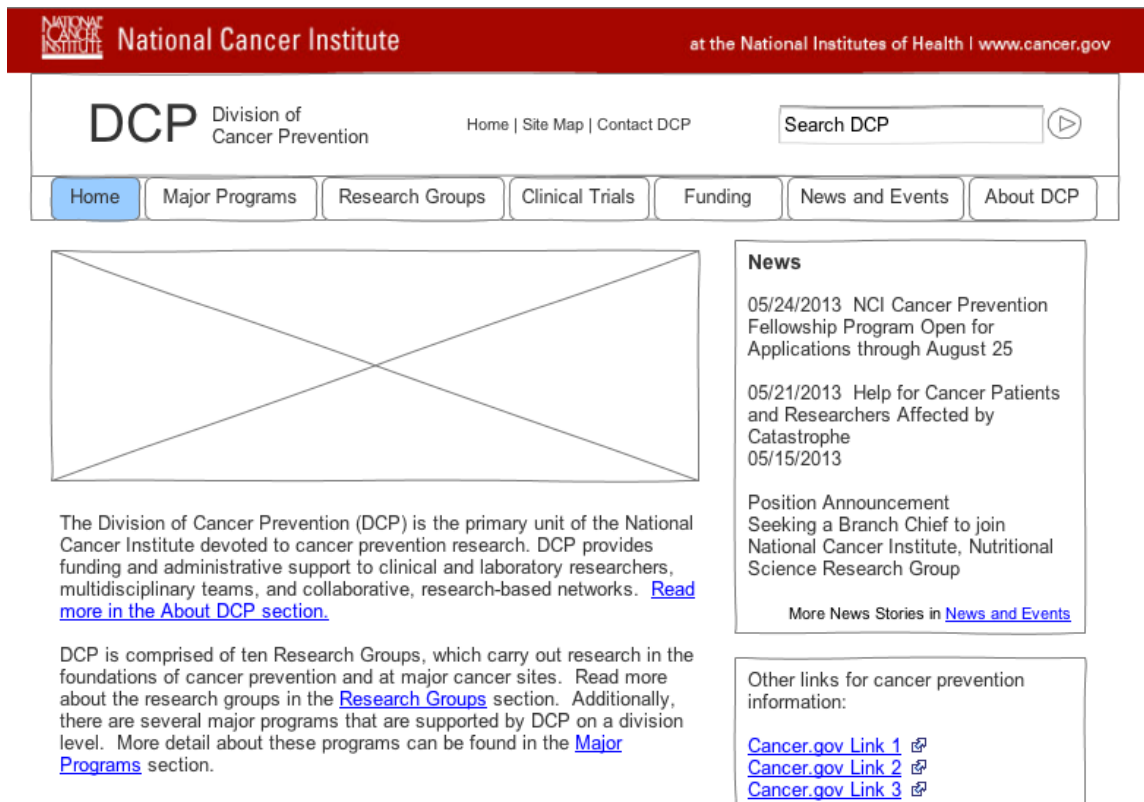 NATIONAL
CANCER
INSTITUTE
National Cancer Institute
at the National Institutes of Health | www.cancer.gov
DCP
Division of
Cancer Prevention
Home | Site Map | Contact DCP
Search DCP
Home
Major Programs
Research Groups
Clinical Trials
Funding
News and Events
About DCP
The Division of Cancer Prevention (DCP) is the primary unit of the National
Cancer Institute devoted to cancer prevention research. DCP provides
funding and administrative support to clinical and laboratory researchers,
multidisciplinary teams, and collaborative, research-based networks. Read
more in the About DCP section.
DCP is comprised of ten Research Groups, which carry out research in the
foundations of cancer prevention and at major cancer sites. Read more
about the research groups in the Research Groups section. Additionally,
there are several major programs that are supported by DCP on a division
level. More detail about these programs can be found in the Major
Programs section.
News
05/24/2013 NCI Cancer Prevention
Fellowship Program Open for
Applications through August 25
05/21/2013 Help for Cancer Patients
and Researchers Affected by
Catastrophe
05/15/2013
Position Announcement
Seeking a Branch Chief to join
National Cancer Institute, Nutritional
Science Research Group
More News Stories in News and Events
Other links for cancer prevention
information:
Cancer.gov Link 1
Cancer.gov Link 2
Cancer.gov Link 3